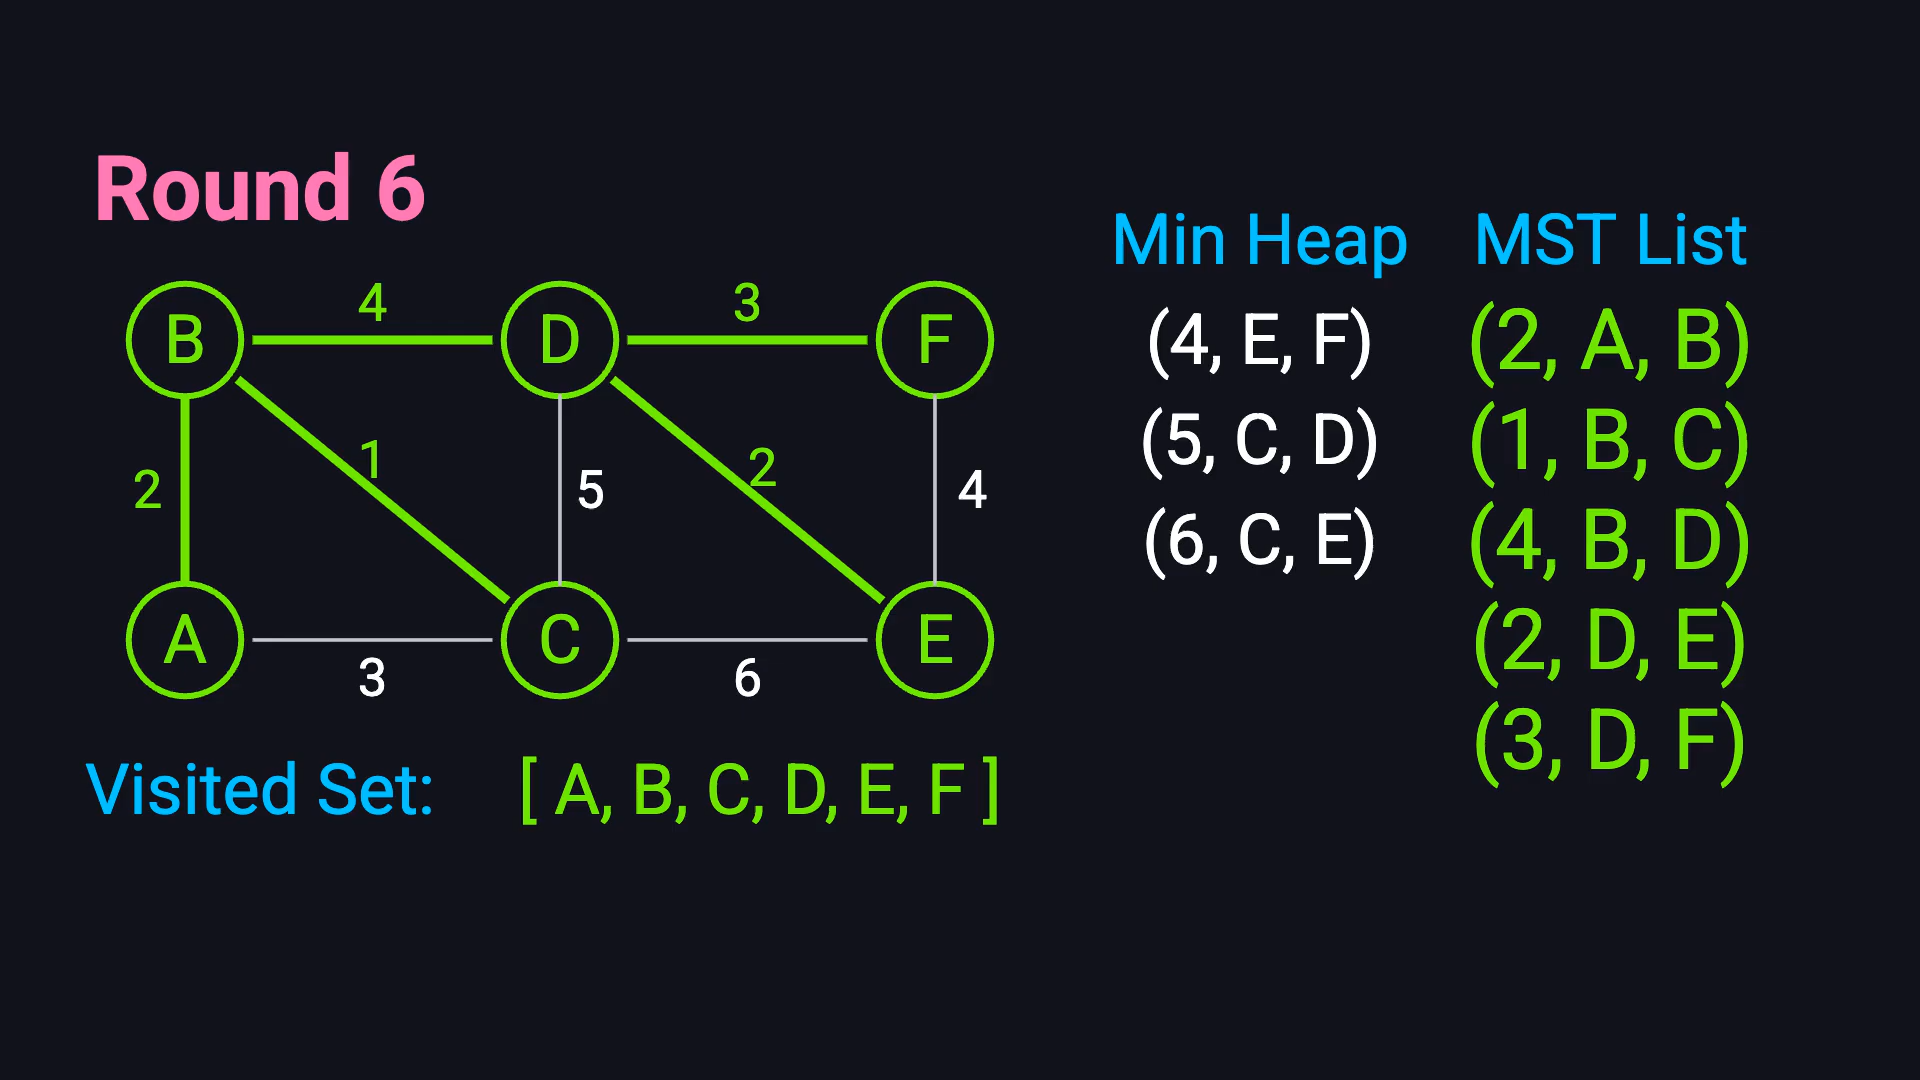 Round 6
B
4
D
3
F
2
1
5
2
4
A
3
C
6
E
Visited Set: [ A, B, C, D, E, F ]
Min Heap
(4, E, F)
(5, C, D)
(6, C, E)
MST List
(2, A, B)
(1, B, C)
(4, B, D)
(2, D, E)
(3, D, F)